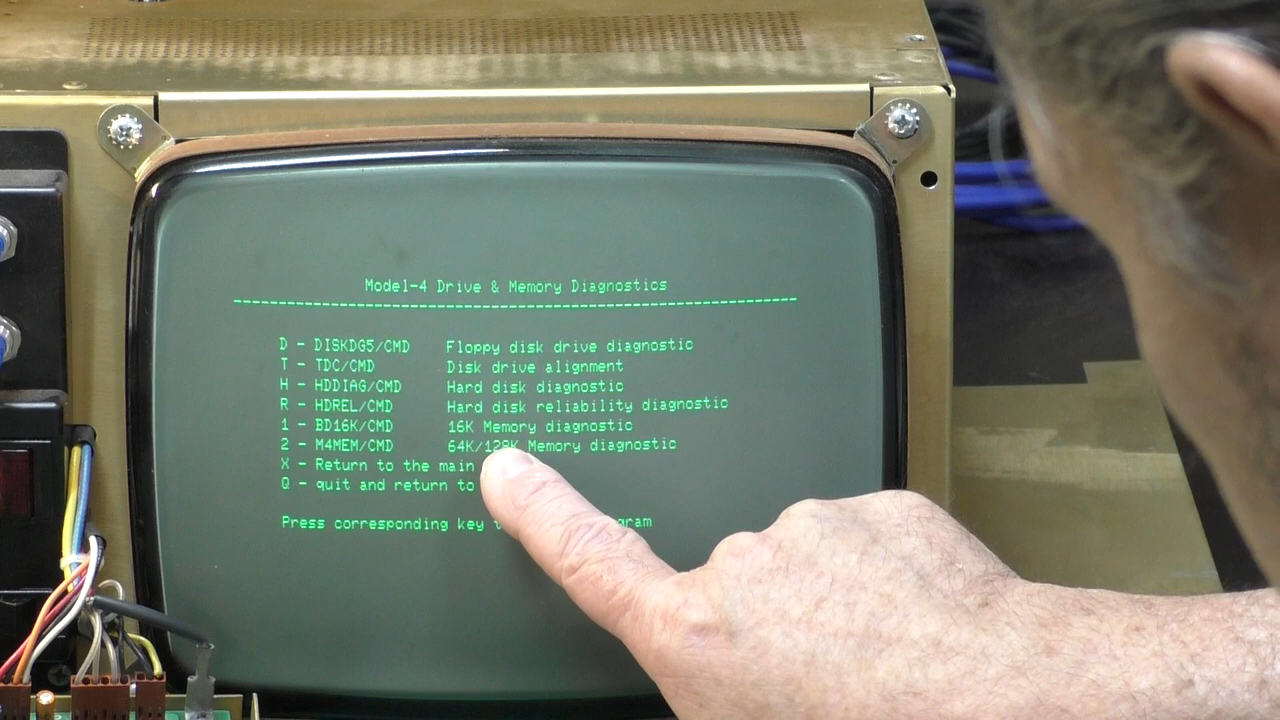 Model-4 Drive & Memory Diagnostics
D - DISKDG5/CMD Floppy disk drive diagnostic
T - TDC/CMD Disk drive alignment
H - HDDIAG/CMD Hard disk diagnostic
R - HDREL/CMD Hard disk reliability diagnostic
1 - BD16K/CMD 16K Memory diagnostic
2 - M4MEM/CMD 64K/128K Memory diagnostic
X - Return to the main
Q - quit and return to
Press corresponding key